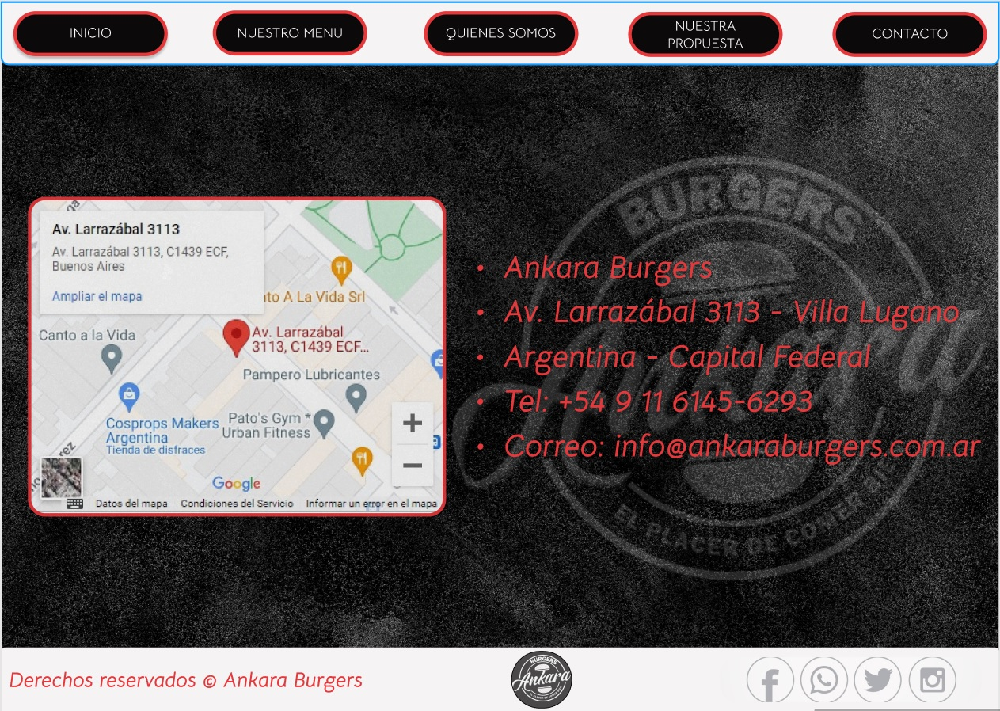 INICIO
NUESTRO MENU
QUIENES SOMOS
NUESTRA
PROPUESTA
CONTACTO
Av. Larrazábal 3113
Av. Larrazábal 3113, C1439 ECF,
Buenos Aires
Ampliar el mapa
nto A La Vida Srl
Canto a la Vida
Av. Larrazábal
3113, C1439 ECF...
Pampero Lubricantes
Cosprops Makers
Argentina
Tienda de disfraces
Pato's Gym *
Urban Fitness
+
−
Google
Datos del mapa
Condiciones del Servicio
Informar un error en el mapa
BURGERS
Ankara
EL PLACER DE COMER BIEN
• Ankara Burgers
• Av. Larrazábal 3113 - Villa Lugano
• Argentina - Capital Federal
• Tel: +54 9 11 6145-6293
• Correo: info@ankaraburgers.com.ar
Derechos reservados © Ankara Burgers
BURGERS
Ankara